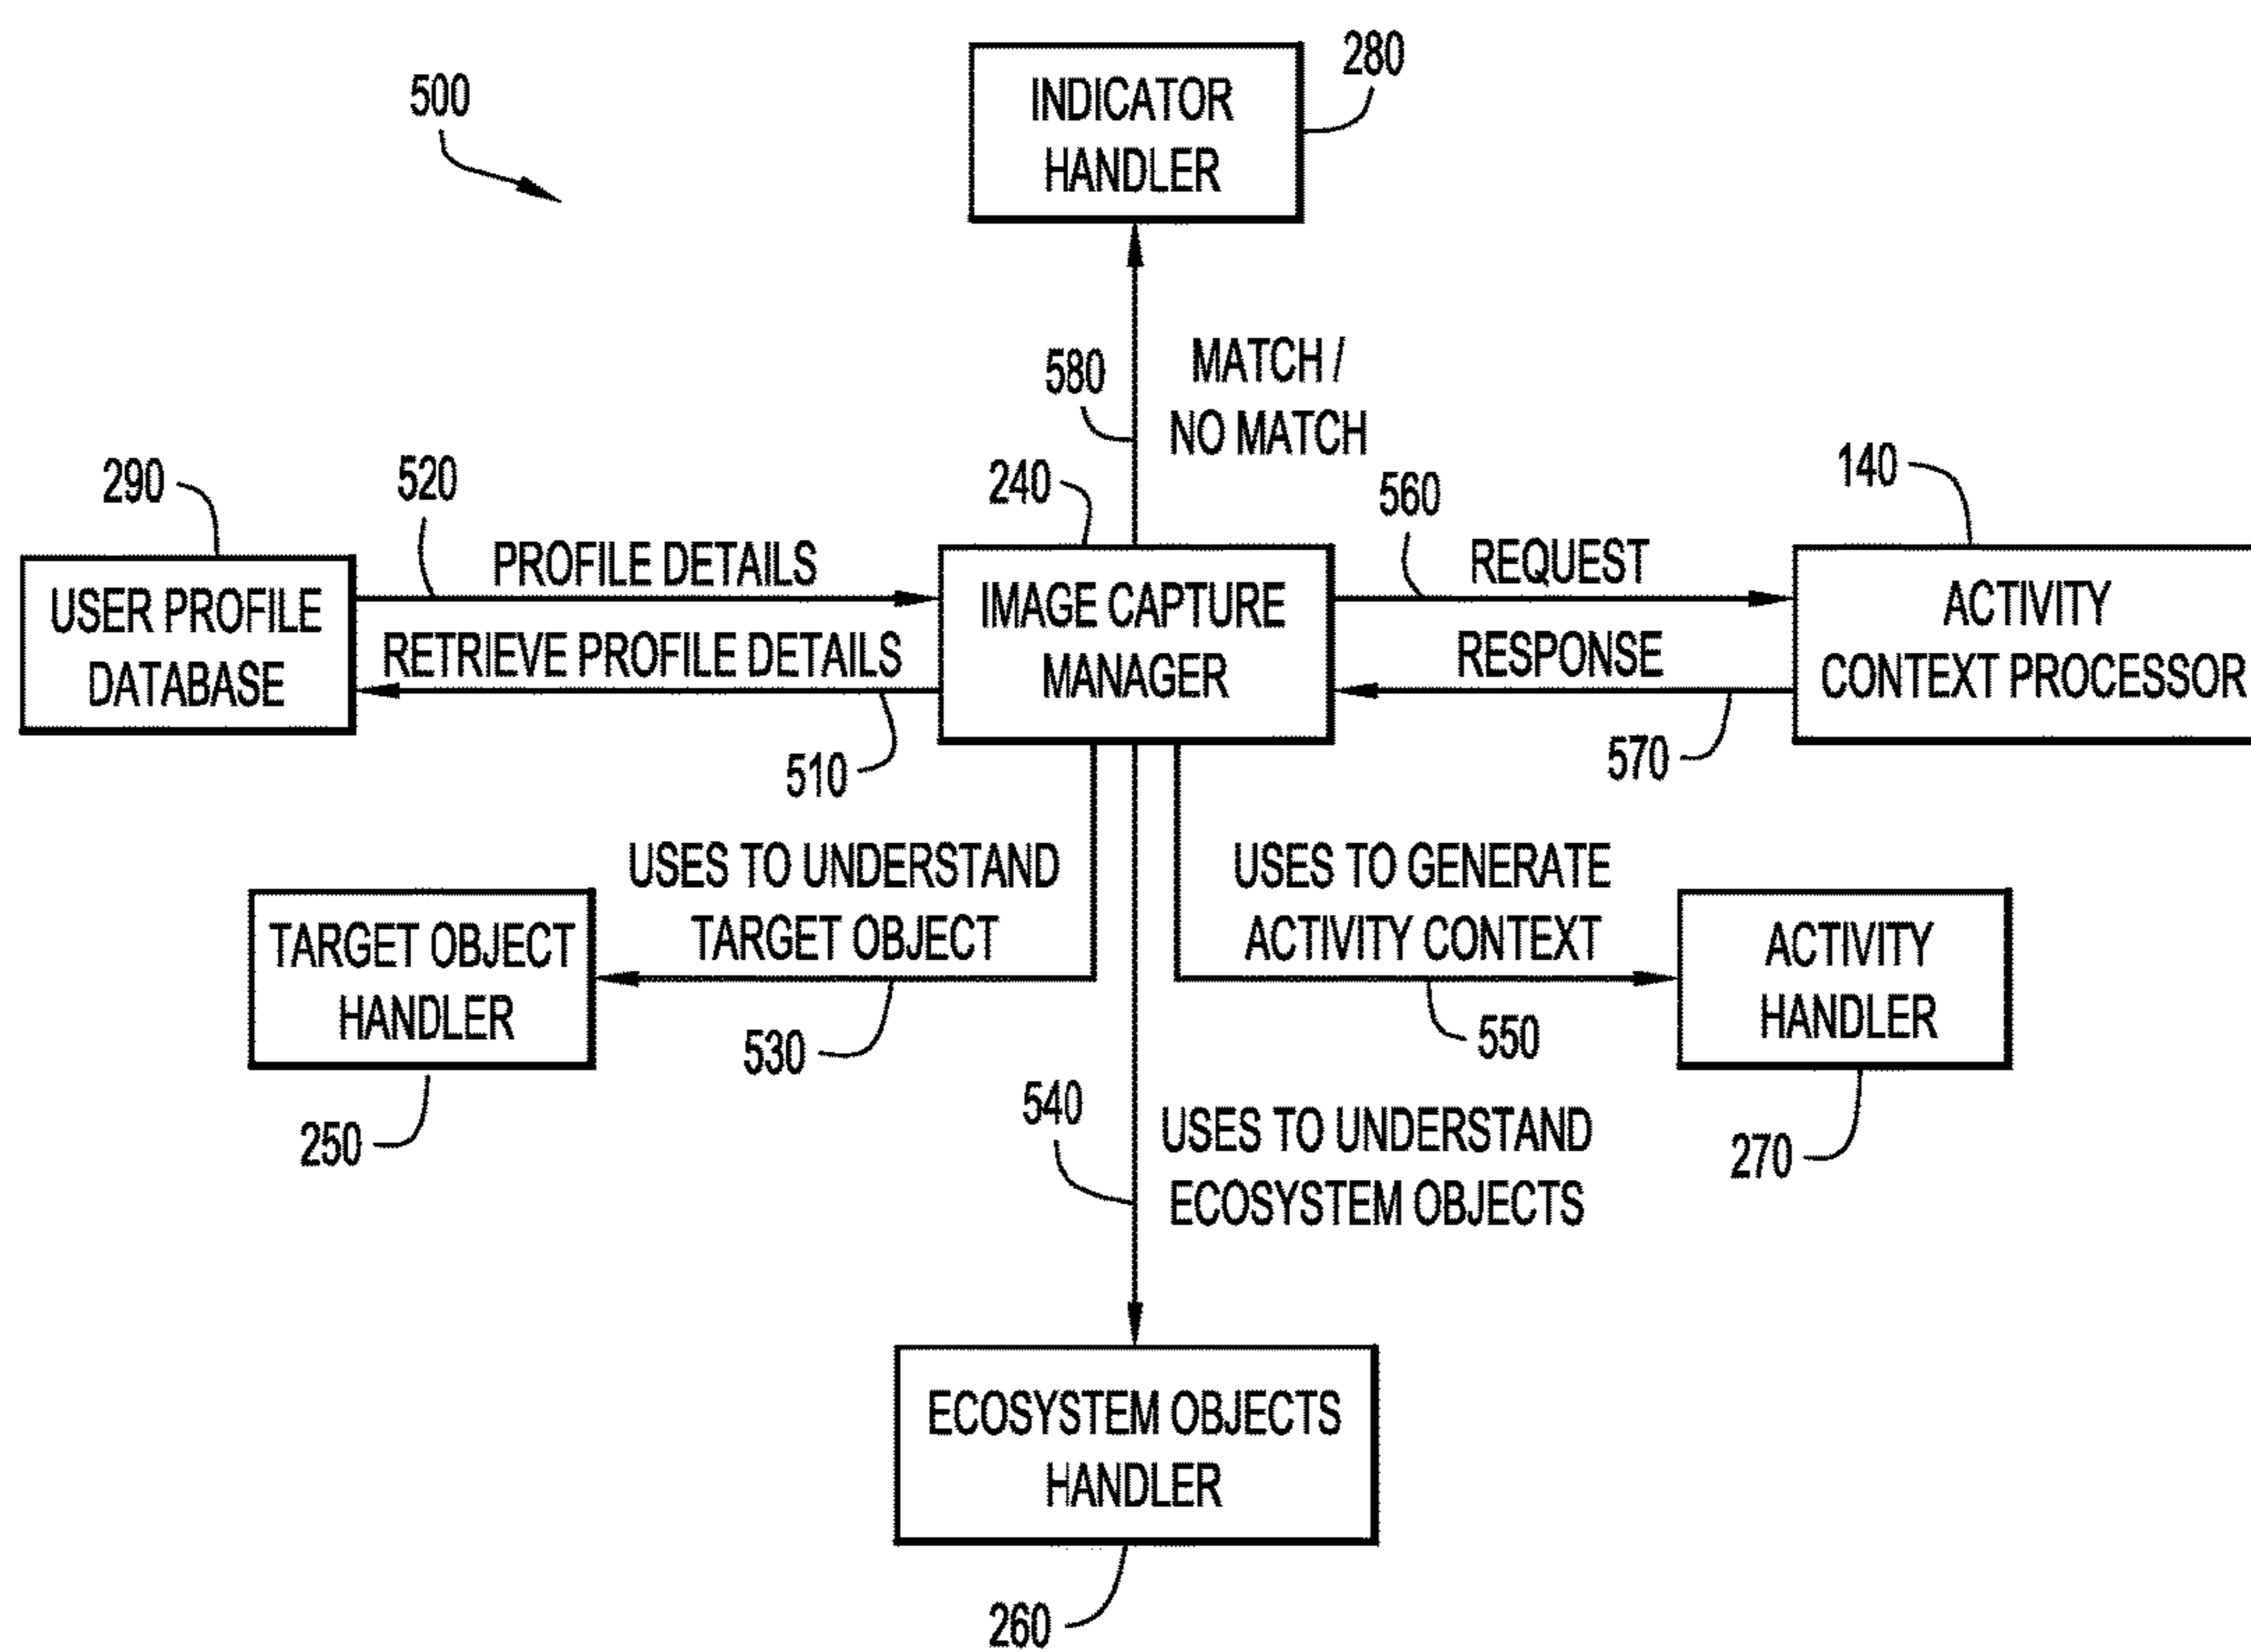 500
INDICATOR
HANDLER
280
580
MATCH /
NO MATCH
290
520
240
560
140
USER PROFILE
DATABASE
PROFILE DETAILS
RETRIEVE PROFILE DETAILS
510
IMAGE CAPTURE
MANAGER
REQUEST
RESPONSE
570
ACTIVITY
CONTEXT PROCESSOR
TARGET OBJECT
HANDLER
250
USES TO UNDERSTAND
TARGET OBJECT
530
USES TO GENERATE
ACTIVITY CONTEXT
550
ACTIVITY
HANDLER
270
540
USES TO UNDERSTAND
ECOSYSTEM OBJECTS
ECOSYSTEM OBJECTS
HANDLER
260